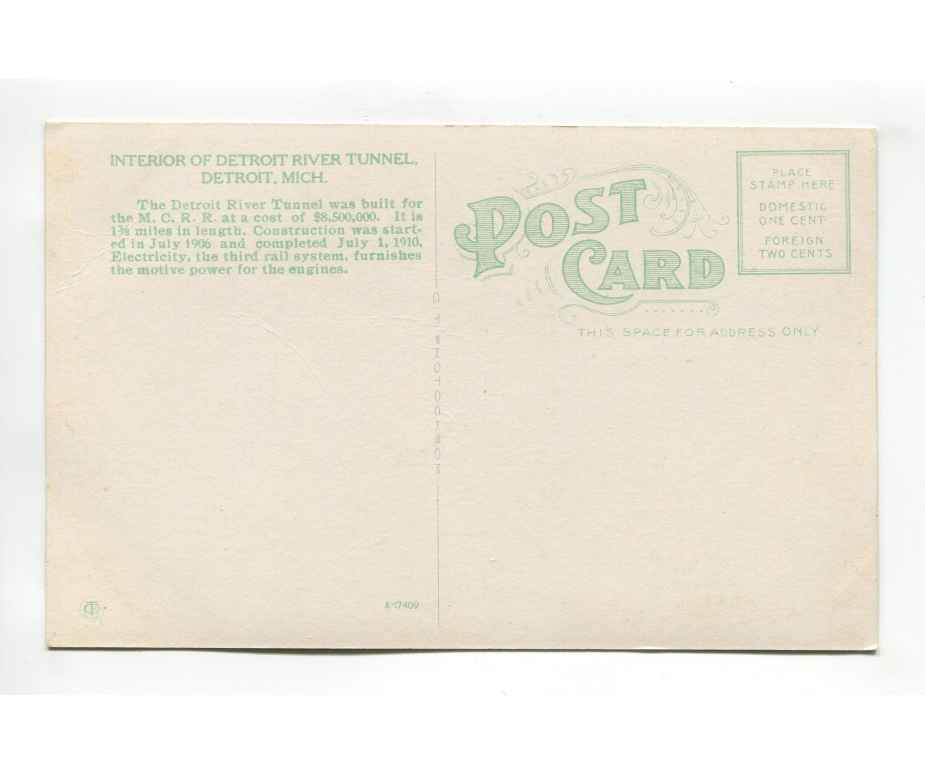 INTERIOR OF DETROIT RIVER TUNNEL,
DETROIT, MICH.
The Detroit River Tunnel was built for
the M. C. R. R. at a cost of $8,500,000. It is
miles in length. Construction was start-
ed in July 1906 and completed July 1, 1910,
Electricity, the third rail system, furnishes
the motive power for the engines.
POST
CARD
PLACE
STAMP HERE
DOMESTIC
ONE CENT
FOREIGN
TWO CENTS
THIS SPACE FOR ADDRESS ONLY
CT PHOTOCHROM
CT